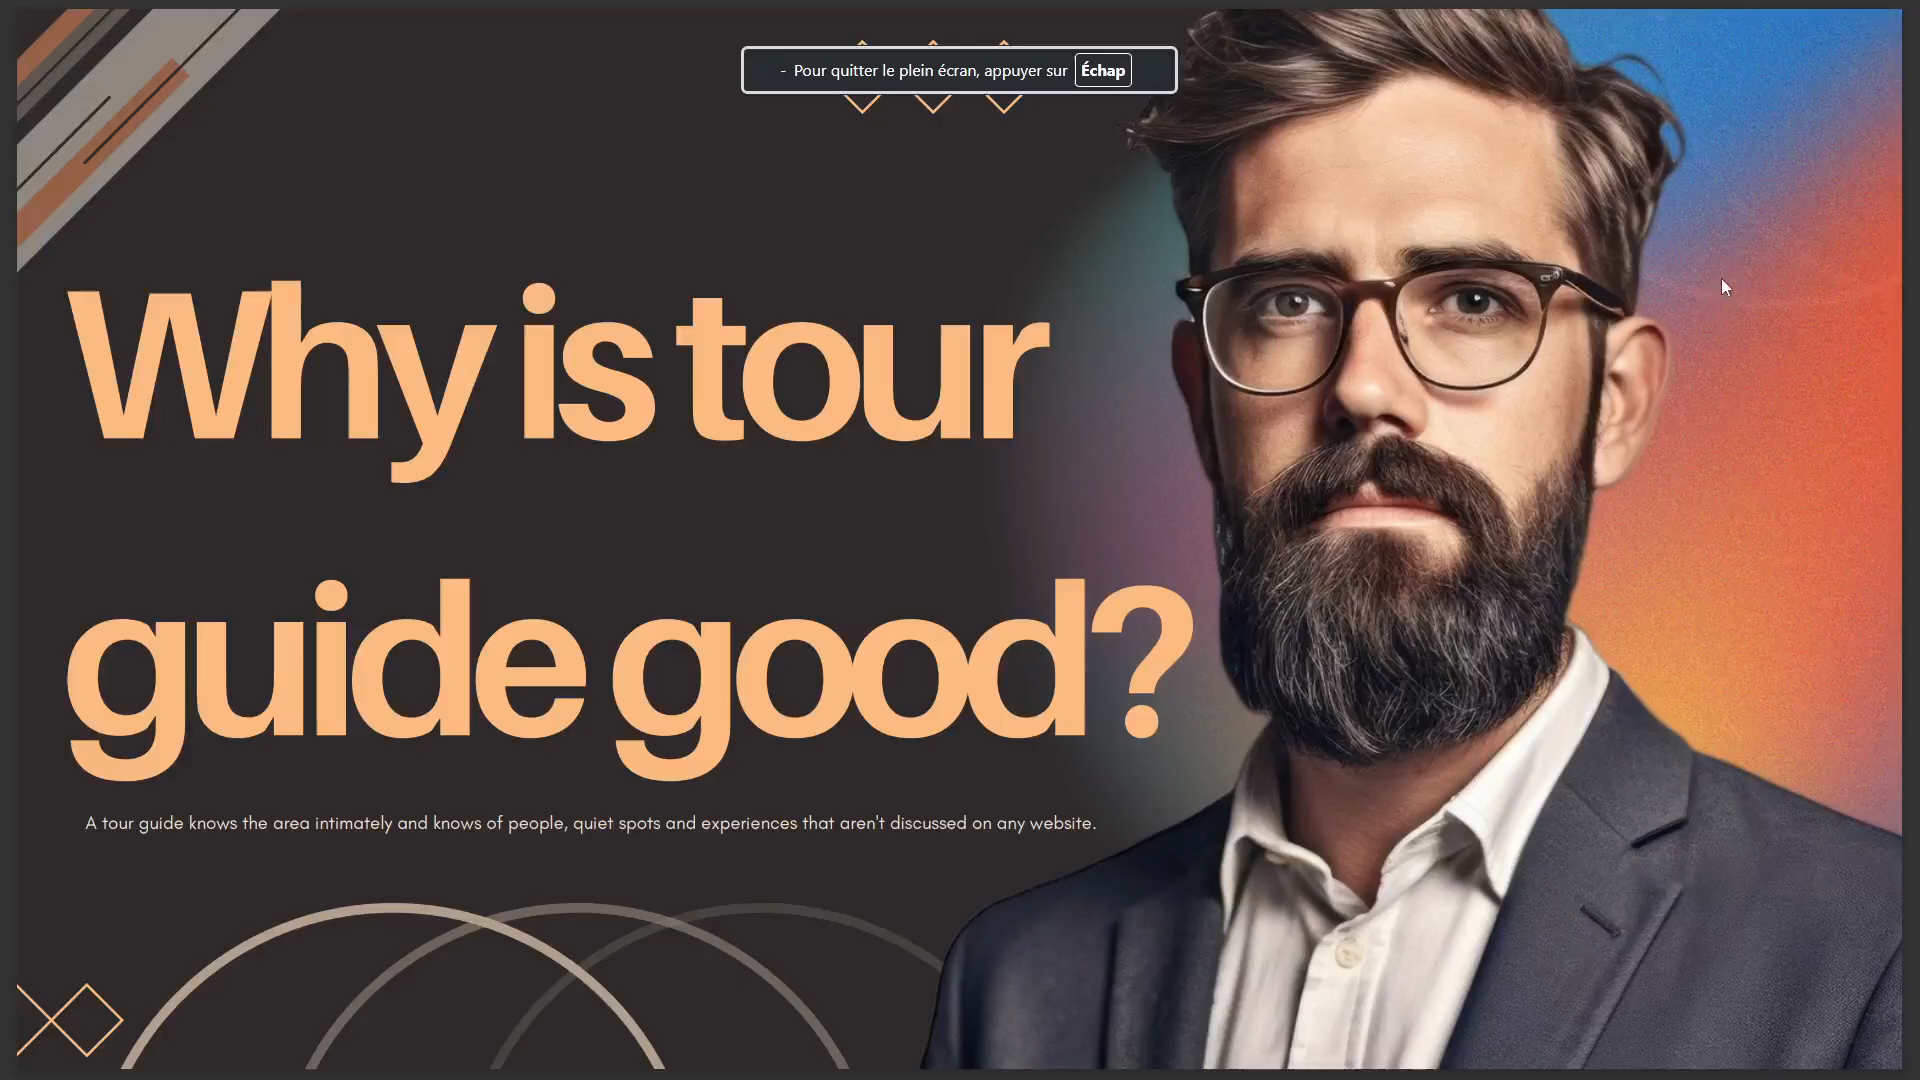 - Pour quitter le plein écran, appuyer sur Échap
Why is tour
guide good?
A tour guide knows the area intimately and knows of people, quiet spots and experiences that aren't discussed on any website.